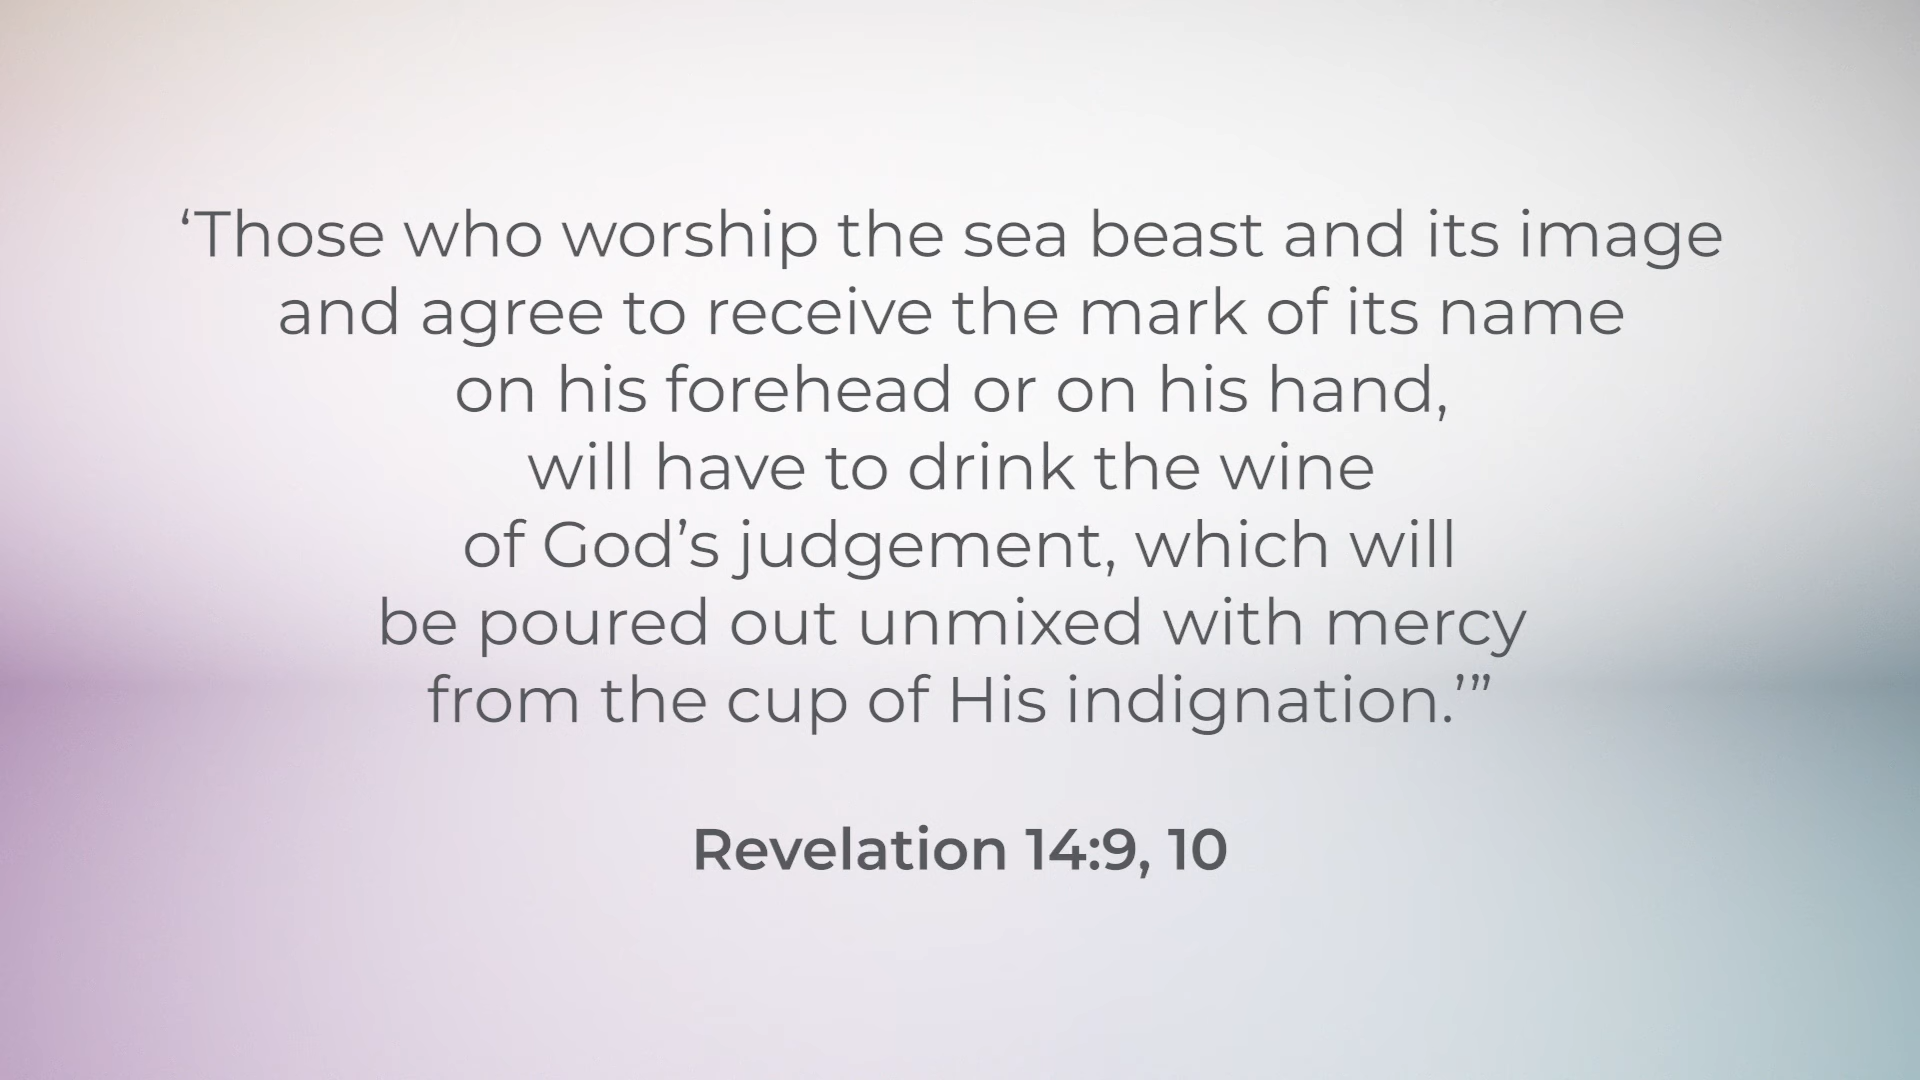 ‘Those who worship the sea beast and its image
and agree to receive the mark of its name
on his forehead or on his hand,
will have to drink the wine
of God’s judgement, which will
be poured out unmixed with mercy
from the cup of His indignation.’”
Revelation 14:9, 10